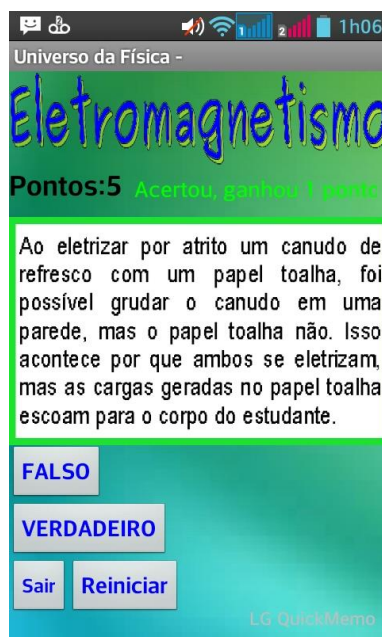 1 2 1h06
Universo da Física -
Eletromagnetismo
Pontos:5 Acertou, ganhou 1 ponto
Ao eletrizar por atrito um canudo de
refresco com um papel toalha, foi
possível grudar o canudo em uma
parede, mas o papel toalha não. Isso
acontece por que ambos se eletrizam,
mas as cargas geradas no papel toalha
escoam para o corpo do estudante.
FALSO
VERDADEIRO
Sair Reiniciar
LG QuickMemo